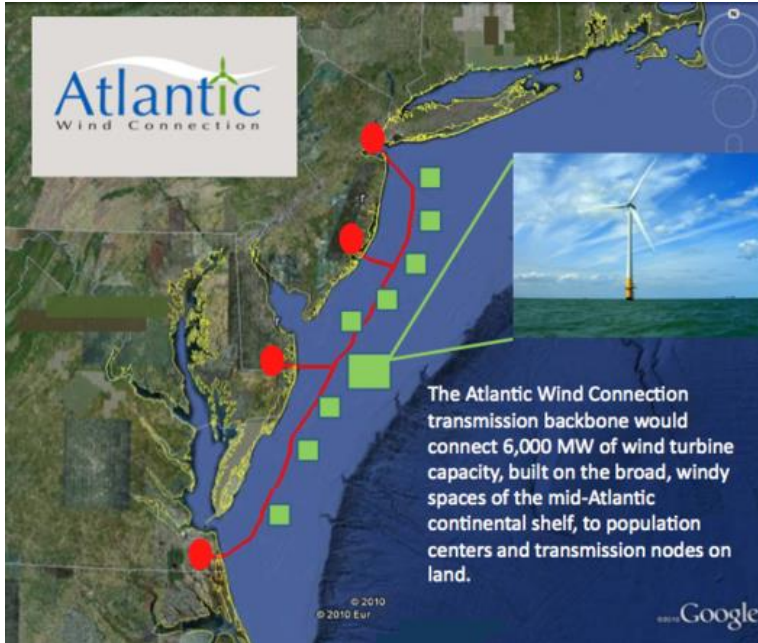 Atlantic
Wind Connection
The Atlantic Wind Connection
transmission backbone would
connect 6,000 MW of wind turbine
capacity, built on the broad, windy
spaces of the mid-Atlantic
continental shelf, to population
centers and transmission nodes on
land.
© 2010
© 2010 Eur
©2010 Google